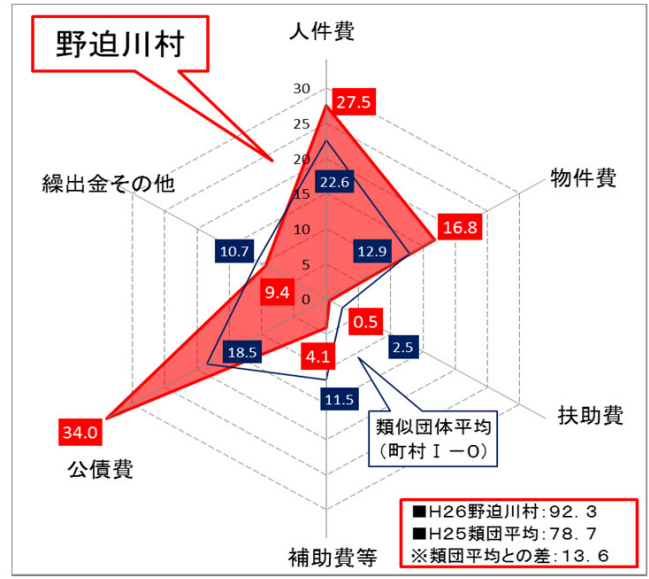 人件費
野迫川村
30
27.5
25
20
繰出金その他
22.6
物件費
15
16.8
10.7
10
12.9
5
9.4
0
0.5
18.5
4.1
2.5
11.5
34.0
類似団体平均
(町村Ⅰ－0)
扶助費
公債費
■H26野迫川村:92.3
■H25類団平均:78.7
※類団平均との差:13.6
補助費等